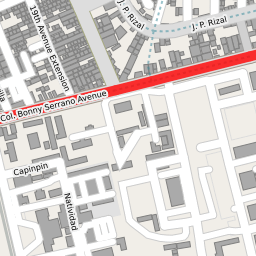 J. P. Rizal
J. P. Rizal
19th Avenue Extension
Col. Bonny Serrano Avenue
Capinpin
Natividad